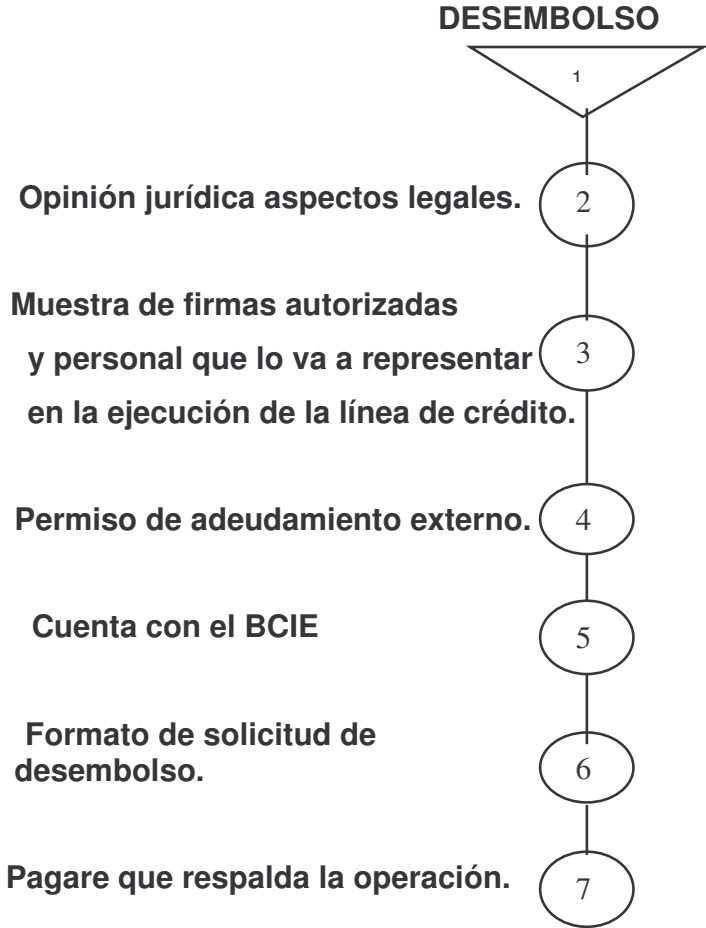 DESEMBOLSO
1
Opinión jurídica aspectos legales.
2
Muestra de firmas autorizadas
y personal que lo va a representar
3
en la ejecución de la línea de crédito.
Permiso de adeudamiento externo.
4
Cuenta con el BCIE
5
Formato de solicitud de
desembolso.
6
Pagare que respalda la operación.
7